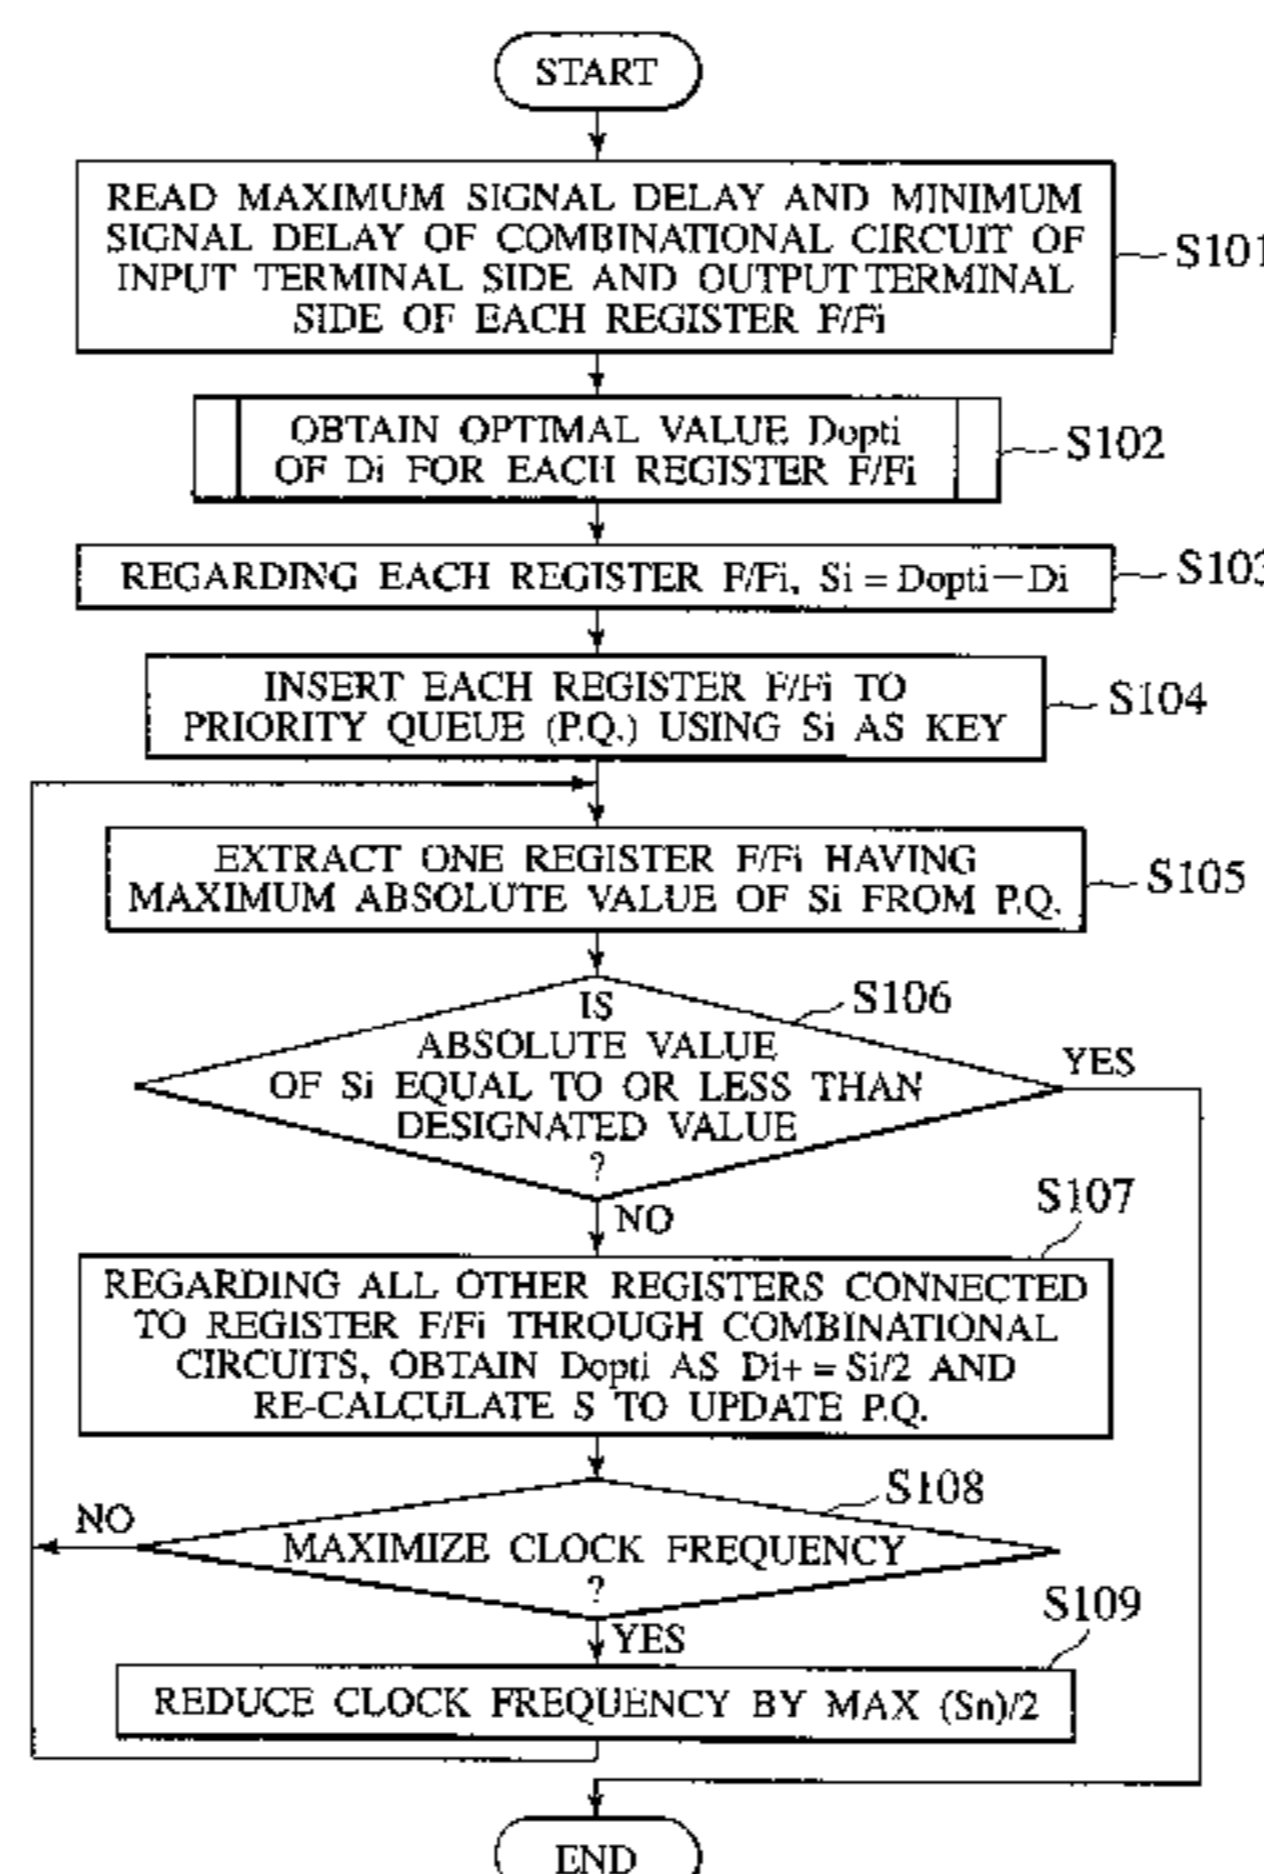 START
READ MAXIMUM SIGNAL DELAY AND MINIMUM
SIGNAL DELAY OF COMBINATIONAL CIRCUIT OF
INPUT TERMINAL SIDE AND OUTPUT TERMINAL
SIDE OF EACH REGISTER F/Fi
S101
OBTAIN OPTIMAL VALUE Dopti
OF Di FOR EACH REGISTER F/Fi
S102
REGARDING EACH REGISTER F/Fi, Si = Dopti−Di
S103
INSERT EACH REGISTER F/Fi TO
PRIORITY QUEUE (P.Q.) USING Si AS KEY
S104
EXTRACT ONE REGISTER F/Fi HAVING
MAXIMUM ABSOLUTE VALUE OF Si FROM P.Q.
S105
IS
ABSOLUTE VALUE
OF Si EQUAL TO OR LESS THAN
DESIGNATED VALUE
?
S106
YES
NO
S107
REGARDING ALL OTHER REGISTERS CONNECTED
TO REGISTER F/Fi THROUGH COMBINATIONAL
CIRCUITS, OBTAIN Dopti AS Di+ = Si/2 AND
RE-CALCULATE S TO UPDATE P.Q.
S108
NO
MAXIMIZE CLOCK FREQUENCY
?
YES
S109
REDUCE CLOCK FREQUENCY BY MAX (Sn)/2
END